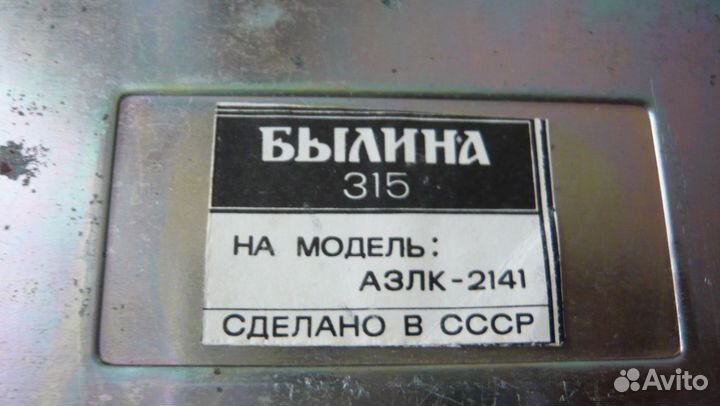 БЫЛИНА
315
НА МОДЕЛЬ:
АЗЛК-2141
СДЕЛАНО В СССР
Avito